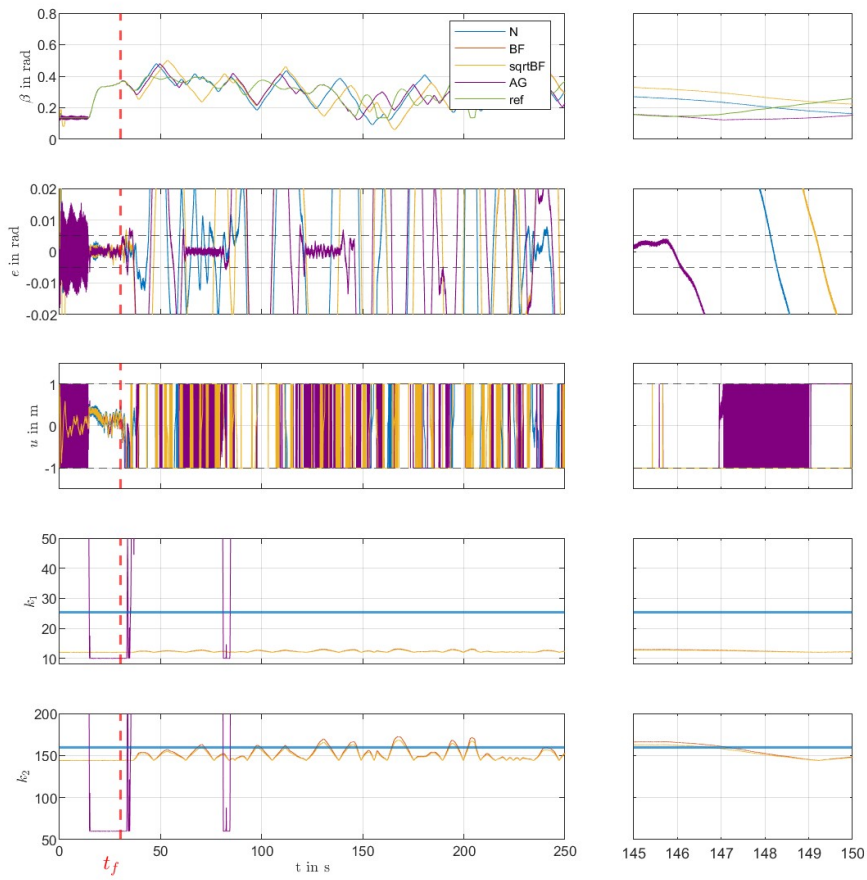 0.8
0.6
0.4
0.2
0
β in rad
N
BF
sqrtBF
AG
ref
0.02
0.01
0
-0.01
-0.02
e in rad
1
0
-1
u in m
50
40
30
20
10
k1
200
150
100
50
k2
0 50 100 150 200 250
145 146 147 148 149 150
tf
t in s